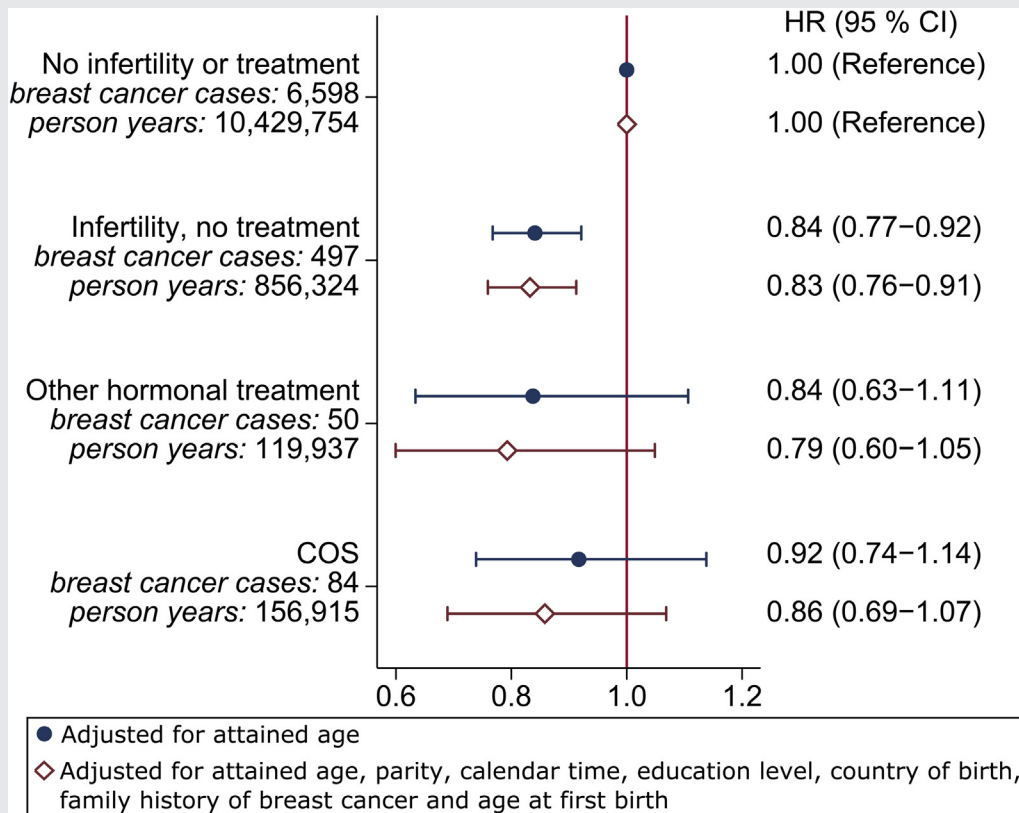 HR (95 % CI)
No infertility or treatment 1.00 (Reference)
breast cancer cases: 6,598
person years: 10,429,754 1.00 (Reference)
Infertility, no treatment 0.84 (0.77−0.92)
breast cancer cases: 497
person years: 856,324 0.83 (0.76−0.91)
Other hormonal treatment 0.84 (0.63−1.11)
breast cancer cases: 50
person years: 119,937 0.79 (0.60−1.05)
COS 0.92 (0.74−1.14)
breast cancer cases: 84
person years: 156,915 0.86 (0.69−1.07)
0.6 0.8 1.0 1.2
Adjusted for attained age
Adjusted for attained age, parity, calendar time, education level, country of birth,
family history of breast cancer and age at first birth